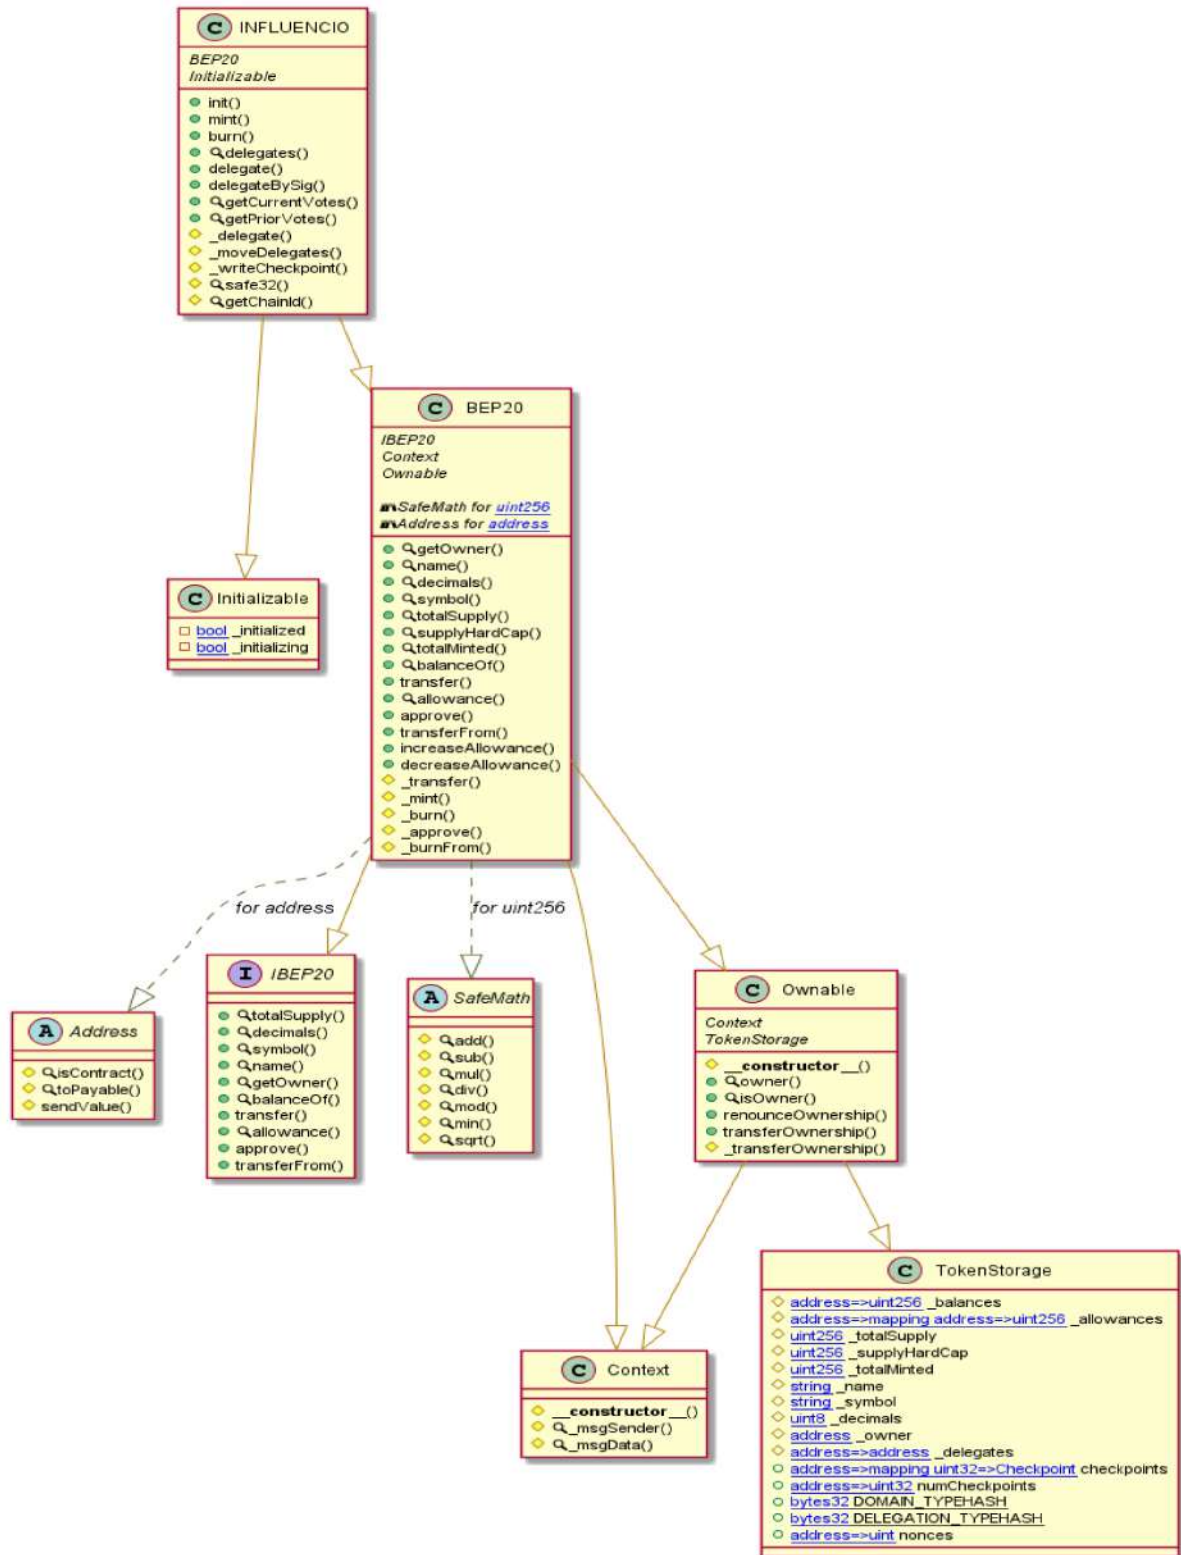 C INFLUENCIO
BEP20
Initializable
init()
mint()
burn()
delegates()
delegate()
delegateBySig()
getCurrentVotes()
getPriorVotes()
_delegate()
_moveDelegates()
_writeCheckpoint()
safe32()
getChainId()
C BEP20
IBEP20
Context
Ownable
SafeMath for uint256
Address for address
getOwner()
name()
decimals()
symbol()
totalSupply()
supplyHardCap()
totalMinted()
balanceOf()
transfer()
allowance()
approve()
transferFrom()
increaseAllowance()
decreaseAllowance()
_transfer()
_mint()
_burn()
_approve()
_burnFrom()
C Initializable
bool _initialized
bool _initializing
for address
for uint256
A Address
isContract()
toPayable()
sendValue()
I IBEP20
totalSupply()
decimals()
symbol()
name()
getOwner()
balanceOf()
transfer()
allowance()
approve()
transferFrom()
A SafeMath
add()
sub()
mul()
div()
mod()
min()
sqrt()
C Ownable
Context
TokenStorage
__constructor__()
owner()
isOwner()
renounceOwnership()
transferOwnership()
_transferOwnership()
C Context
__constructor__()
_msgSender()
_msgData()
C TokenStorage
address=>uint256 _balances
address=>mapping address=>uint256 _allowances
uint256 _totalSupply
uint256 _supplyHardCap
uint256 _totalMinted
string _name
string _symbol
uint8 _decimals
address _owner
address=>address _delegates
address=>mapping uint32=>Checkpoint checkpoints
address=>uint32 numCheckpoints
bytes32 DOMAIN_TYPEHASH
bytes32 DELEGATION_TYPEHASH
address=>uint nonces